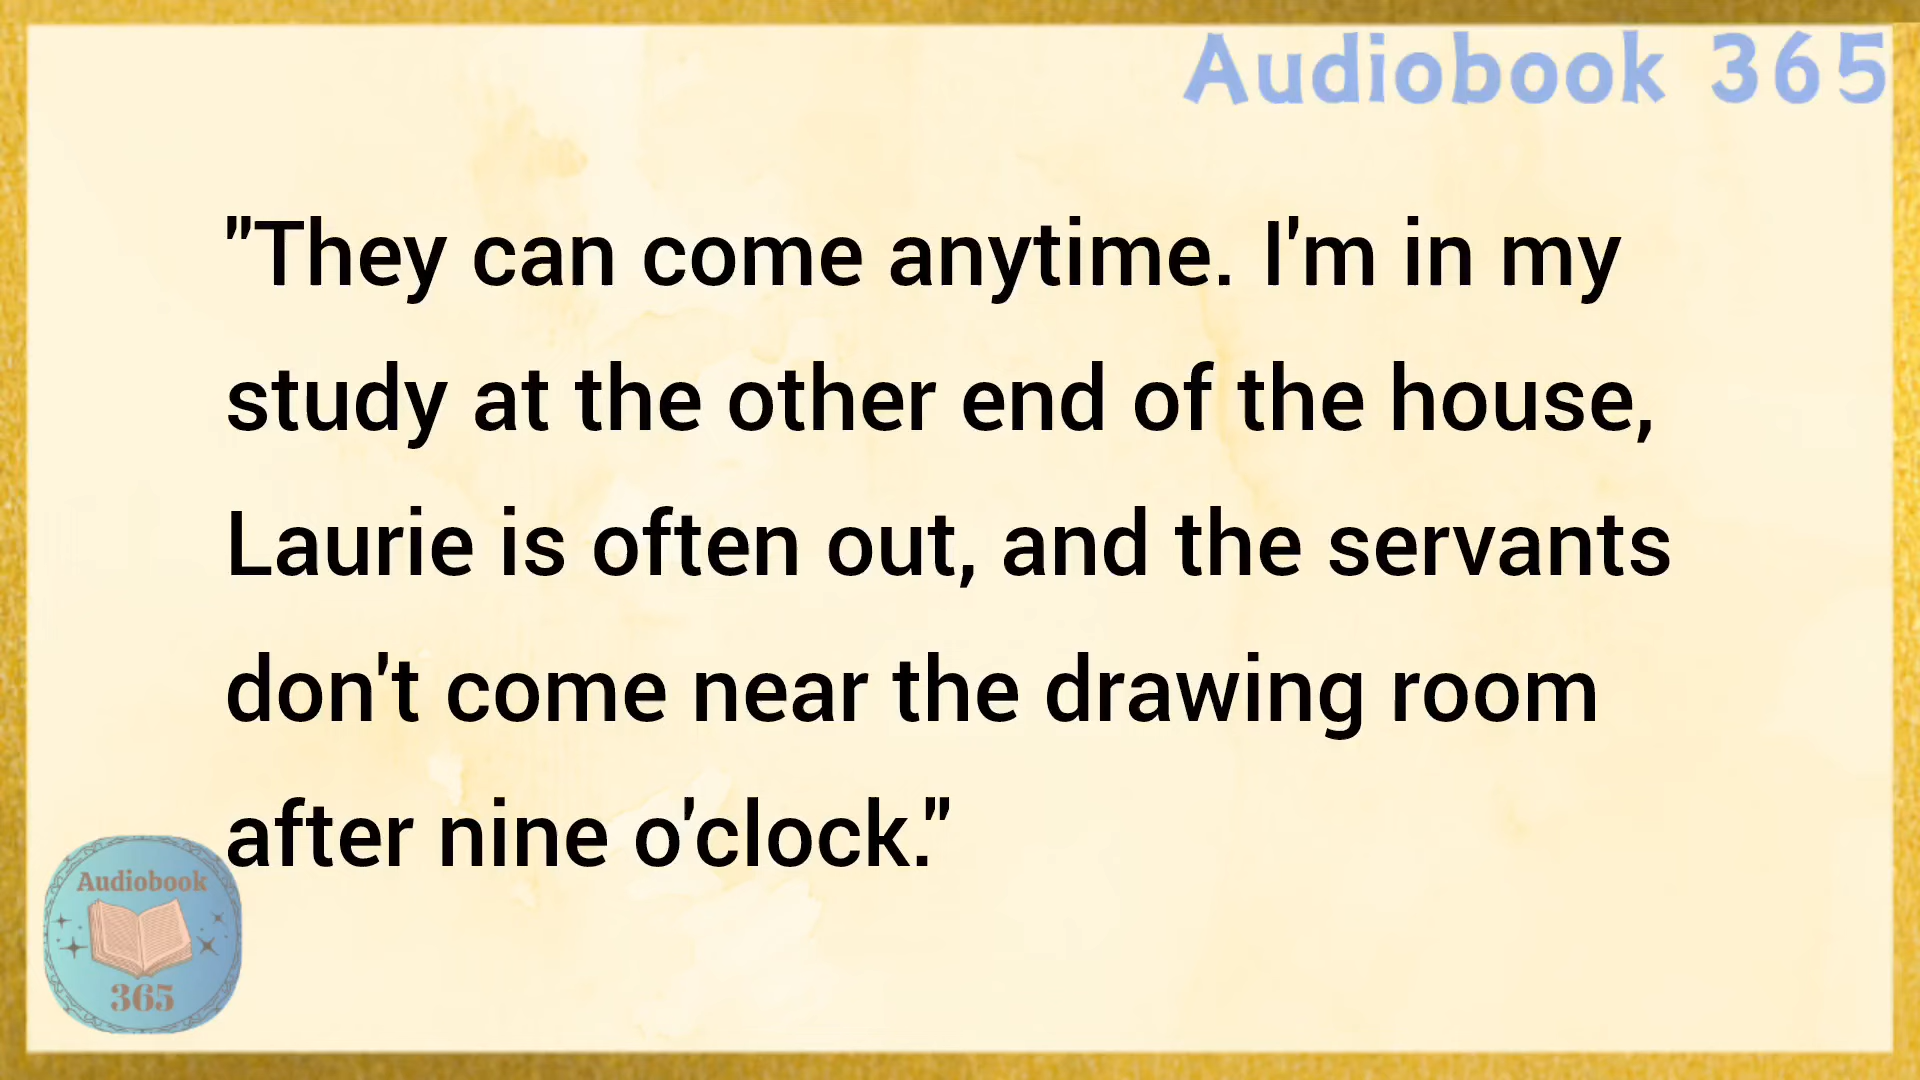 Audiobook 365
"They can come anytime. I'm in my
study at the other end of the house,
Laurie is often out, and the servants
don't come near the drawing room
after nine o'clock."
Audiobook
365